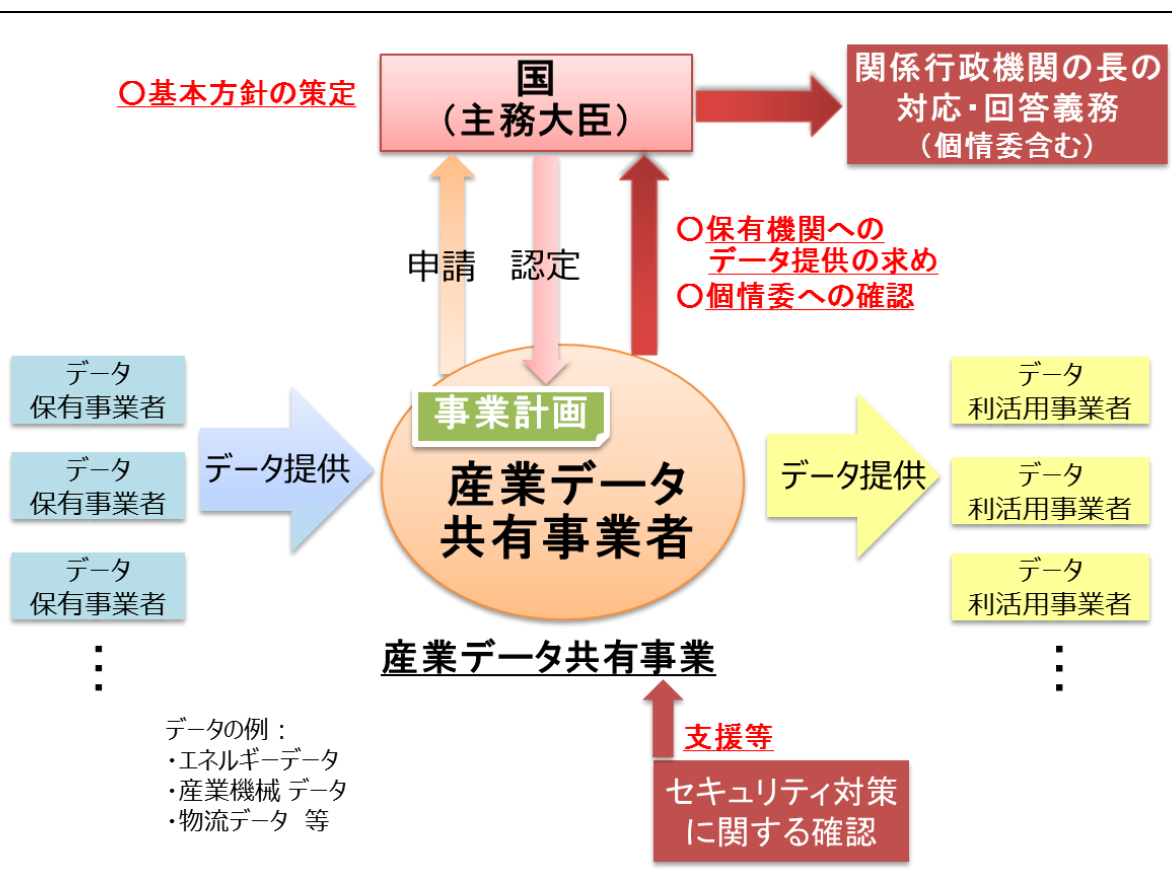 〇基本方針の策定
国
（主務大臣）
関係行政機関の長の
対応・回答義務
（個情委含む）
申請
認定
〇保有機関への
データ提供の求め
〇個情委への確認
データ
保有事業者
データ
保有事業者
データ
保有事業者
⋮
データ提供
事業計画
産業データ
共有事業者
データ提供
データ
利活用事業者
データ
利活用事業者
データ
利活用事業者
⋮
産業データ共有事業
データの例：
・エネルギーデータ
・産業機械 データ
・物流データ 等
支援等
セキュリティ対策
に関する確認